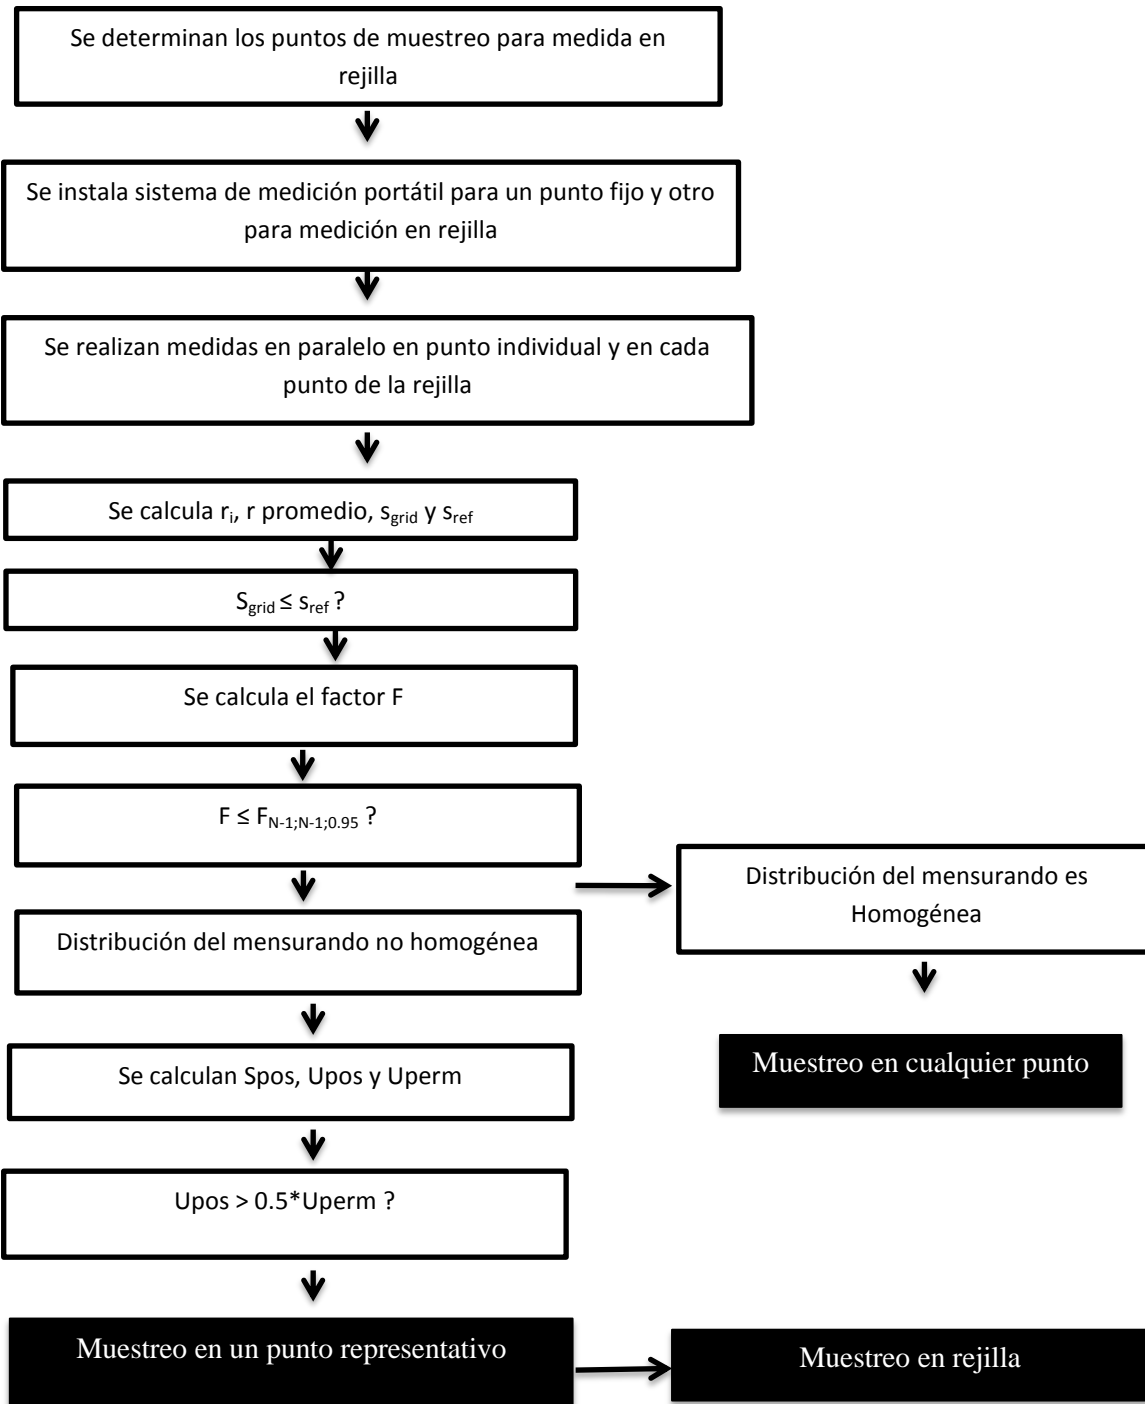 Se determinan los puntos de muestreo para medida en
rejilla
Se instala sistema de medición portátil para un punto fijo y otro
para medición en rejilla
Se realizan medidas en paralelo en punto individual y en cada
punto de la rejilla
Se calcula ri, r promedio, sgrid y sref
Sgrid ≤ sref ?
Se calcula el factor F
F ≤ FN-1;N-1;0.95 ?
Distribución del mensurando es
Homogénea
Distribución del mensurando no homogénea
Muestreo en cualquier punto
Se calculan Spos, Upos y Uperm
Upos > 0.5*Uperm ?
Muestreo en un punto representativo
Muestreo en rejilla